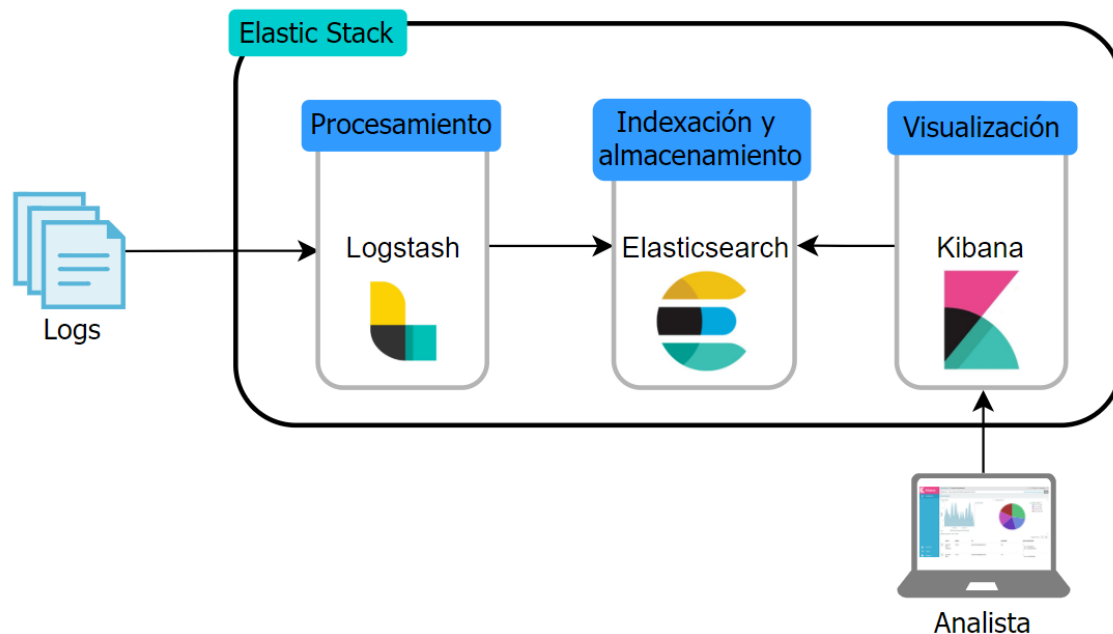 Elastic Stack
Procesamiento
Indexación y
almacenamiento
Visualización
Logstash
Elasticsearch
Kibana
Logs
Analista